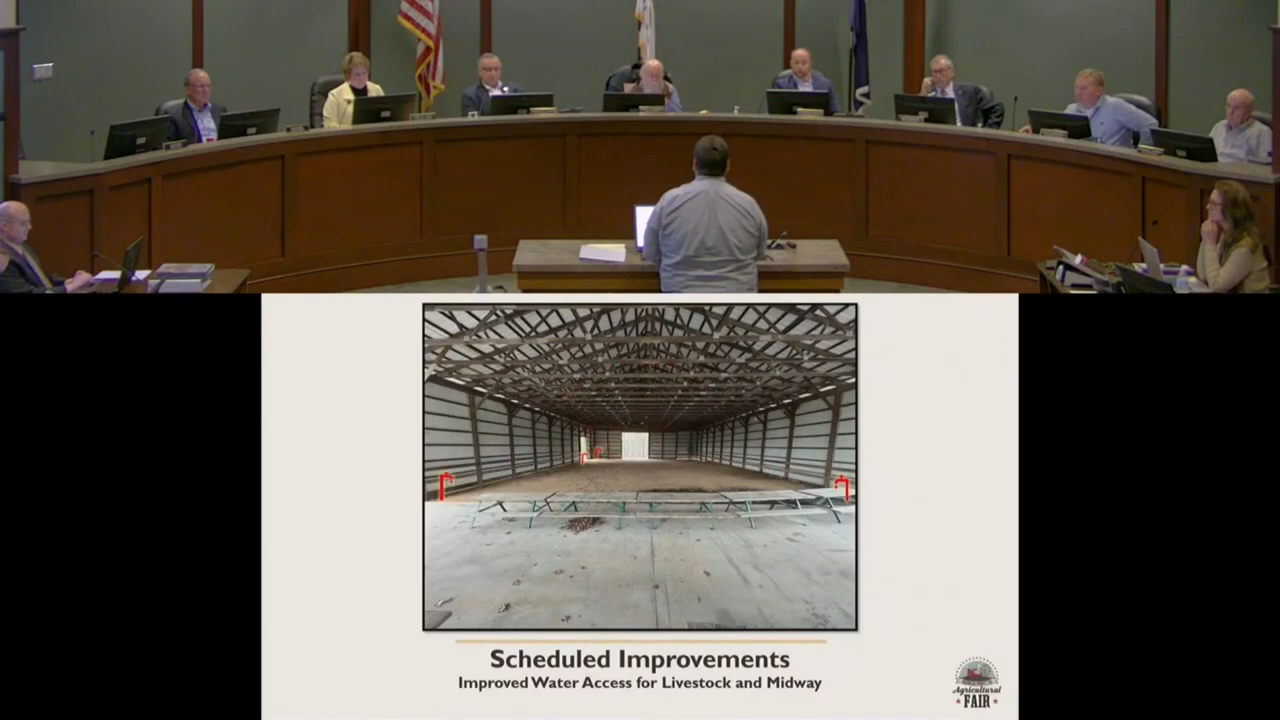 Scheduled Improvements
Improved Water Access for Livestock and Midway
Agricultural
FAIR